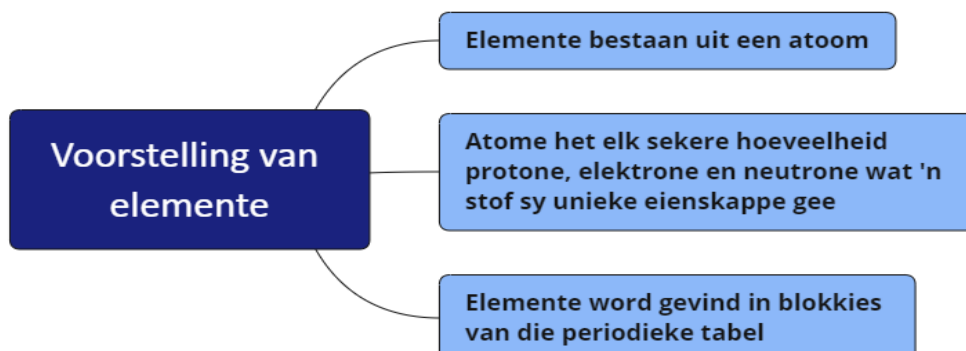 Voorstelling van
elemente
Elemente bestaan uit een atoom
Atome het elk sekere hoeveelheid
protone, elektrone en neutrone wat 'n
stof sy unieke eienskappe gee
Elemente word gevind in blokkies
van die periodieke tabel